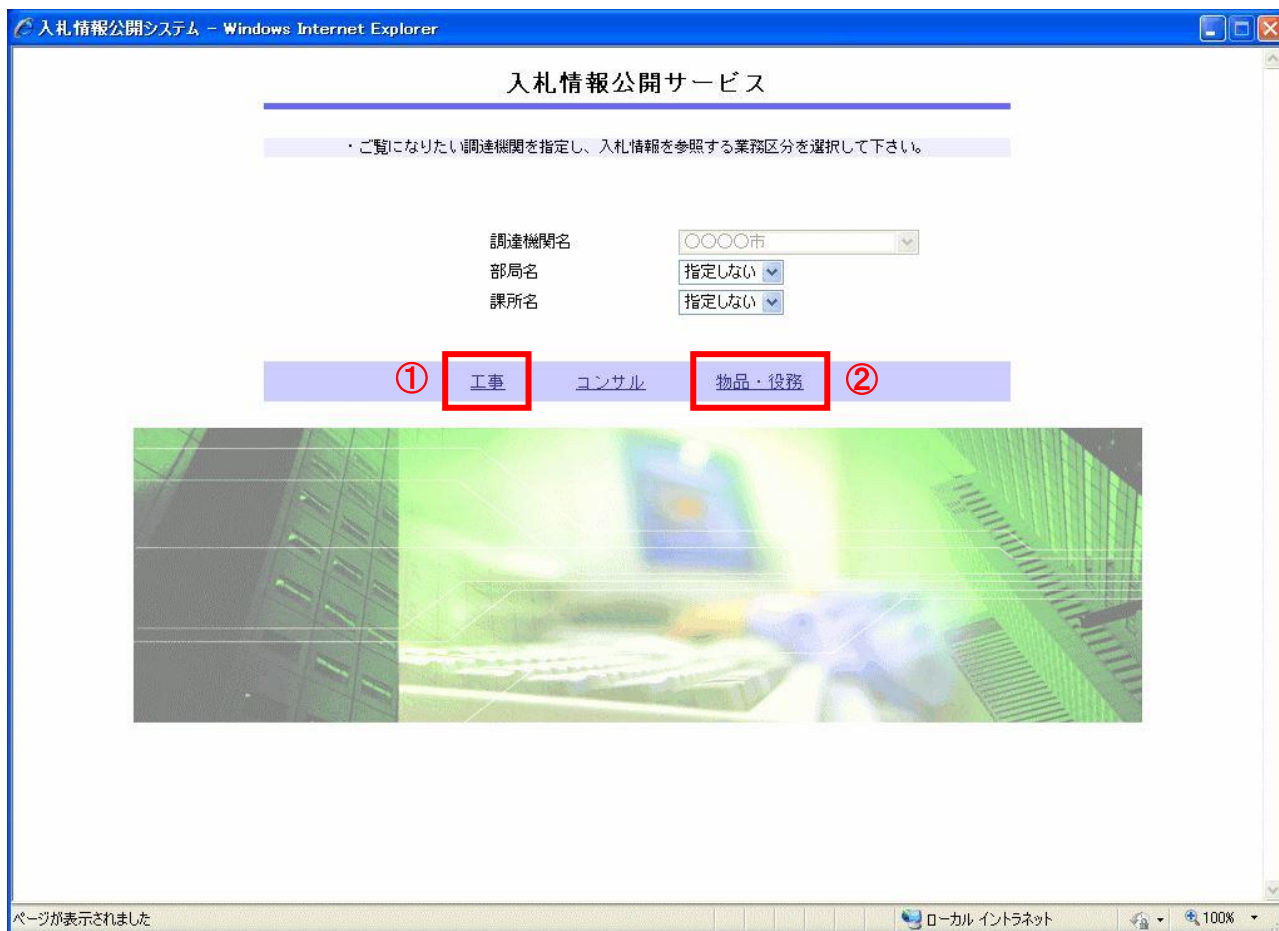 入札情報公開システム - Windows Internet Explorer
入札情報公開サービス
・ご覧になりたい調達機関を指定し、入札情報を参照する業務区分を選択して下さい。
調達機関名 〇〇〇〇市
部局名 指定しない
課所名 指定しない
① 工事 コンサル 物品・役務 ②
ページが表示されました ローカル イントラネット 100%